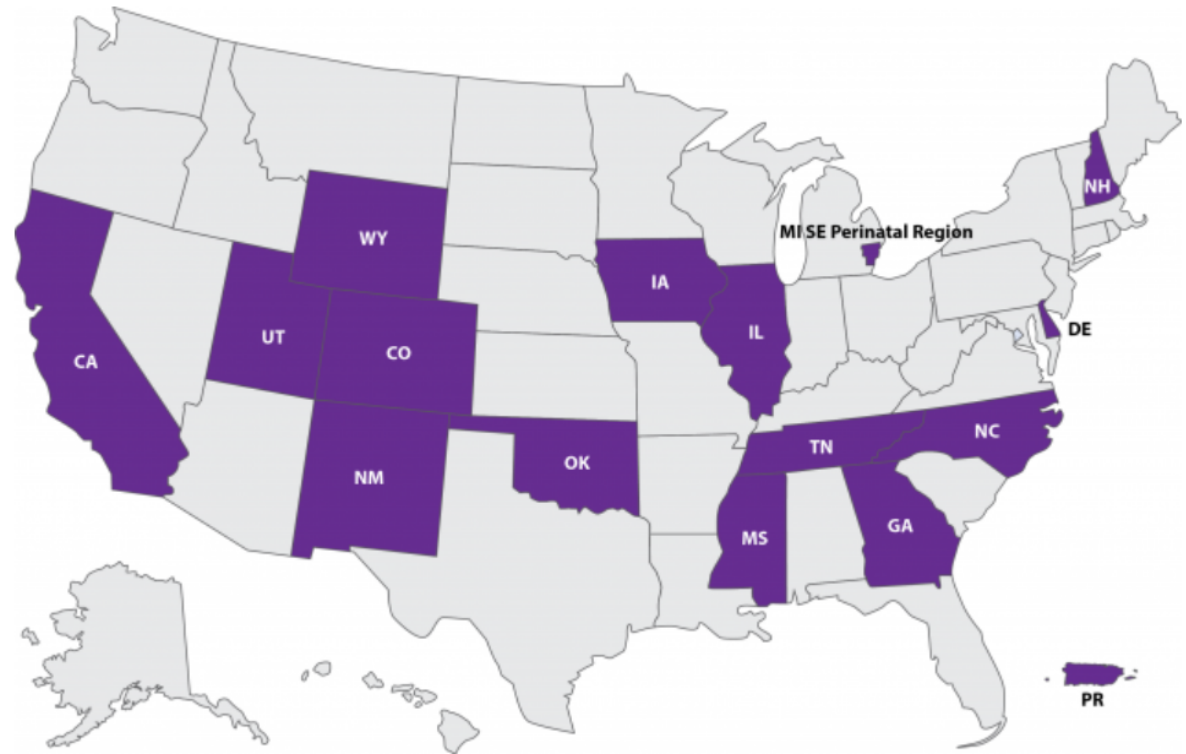 NH
MI SE Perinatal Region
WY
IA
IL
DE
UT
CO
CA
NC
TN
OK
NM
GA
MS
PR